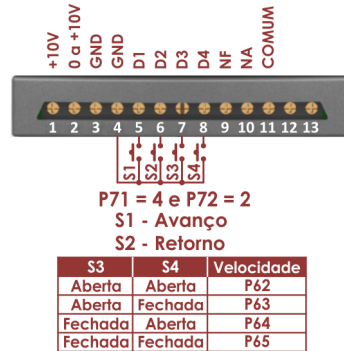 +10V 0 a +10V GND GND D1 D2 D3 D4 NF NA COMUM
1 2 3 4 5 6 7 8 9 10 11 12 13
S1 S2 S3 S4
P71 = 4 e P72 = 2
S1 - Avanço
S2 - Retorno
S3 S4 Velocidade
Aberta Aberta P62
Aberta Fechada P63
Fechada Aberta P64
Fechada Fechada P65